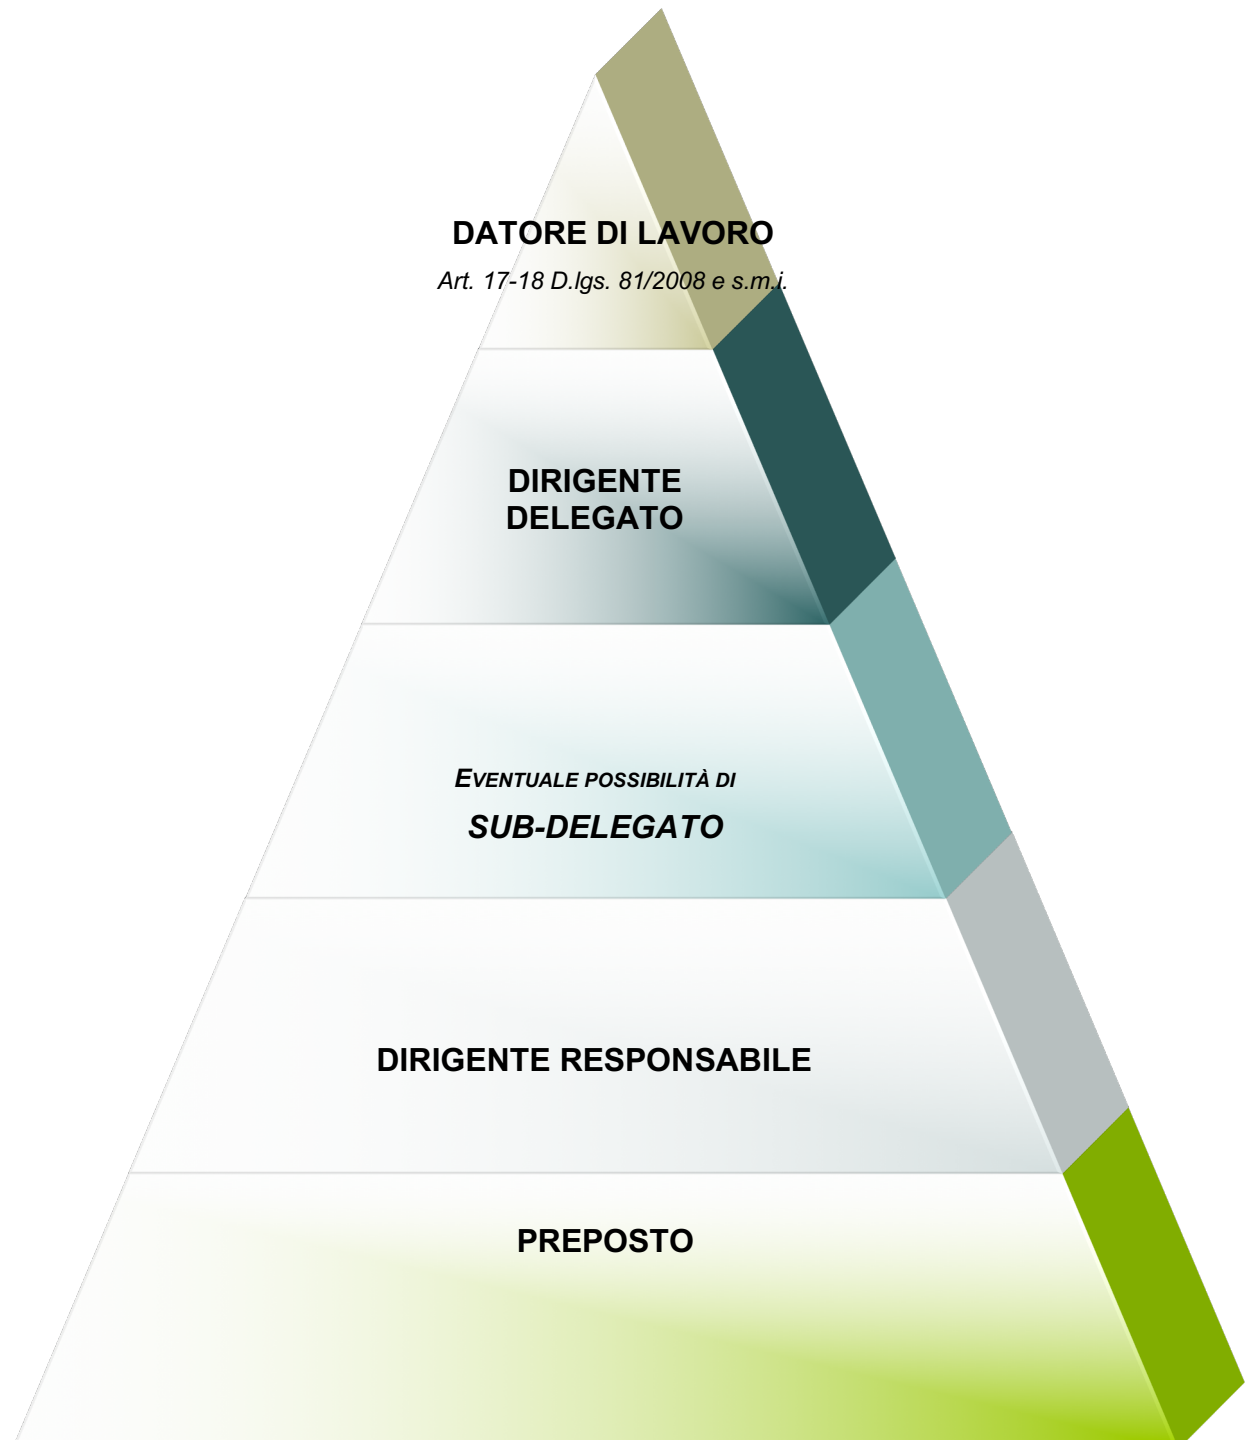 DATORE DI LAVORO
Art. 17-18 D.lgs. 81/2008 e s.m.i.
DIRIGENTE
DELEGATO
EVENTUALE POSSIBILITÀ DI
SUB-DELEGATO
DIRIGENTE RESPONSABILE
PREPOSTO